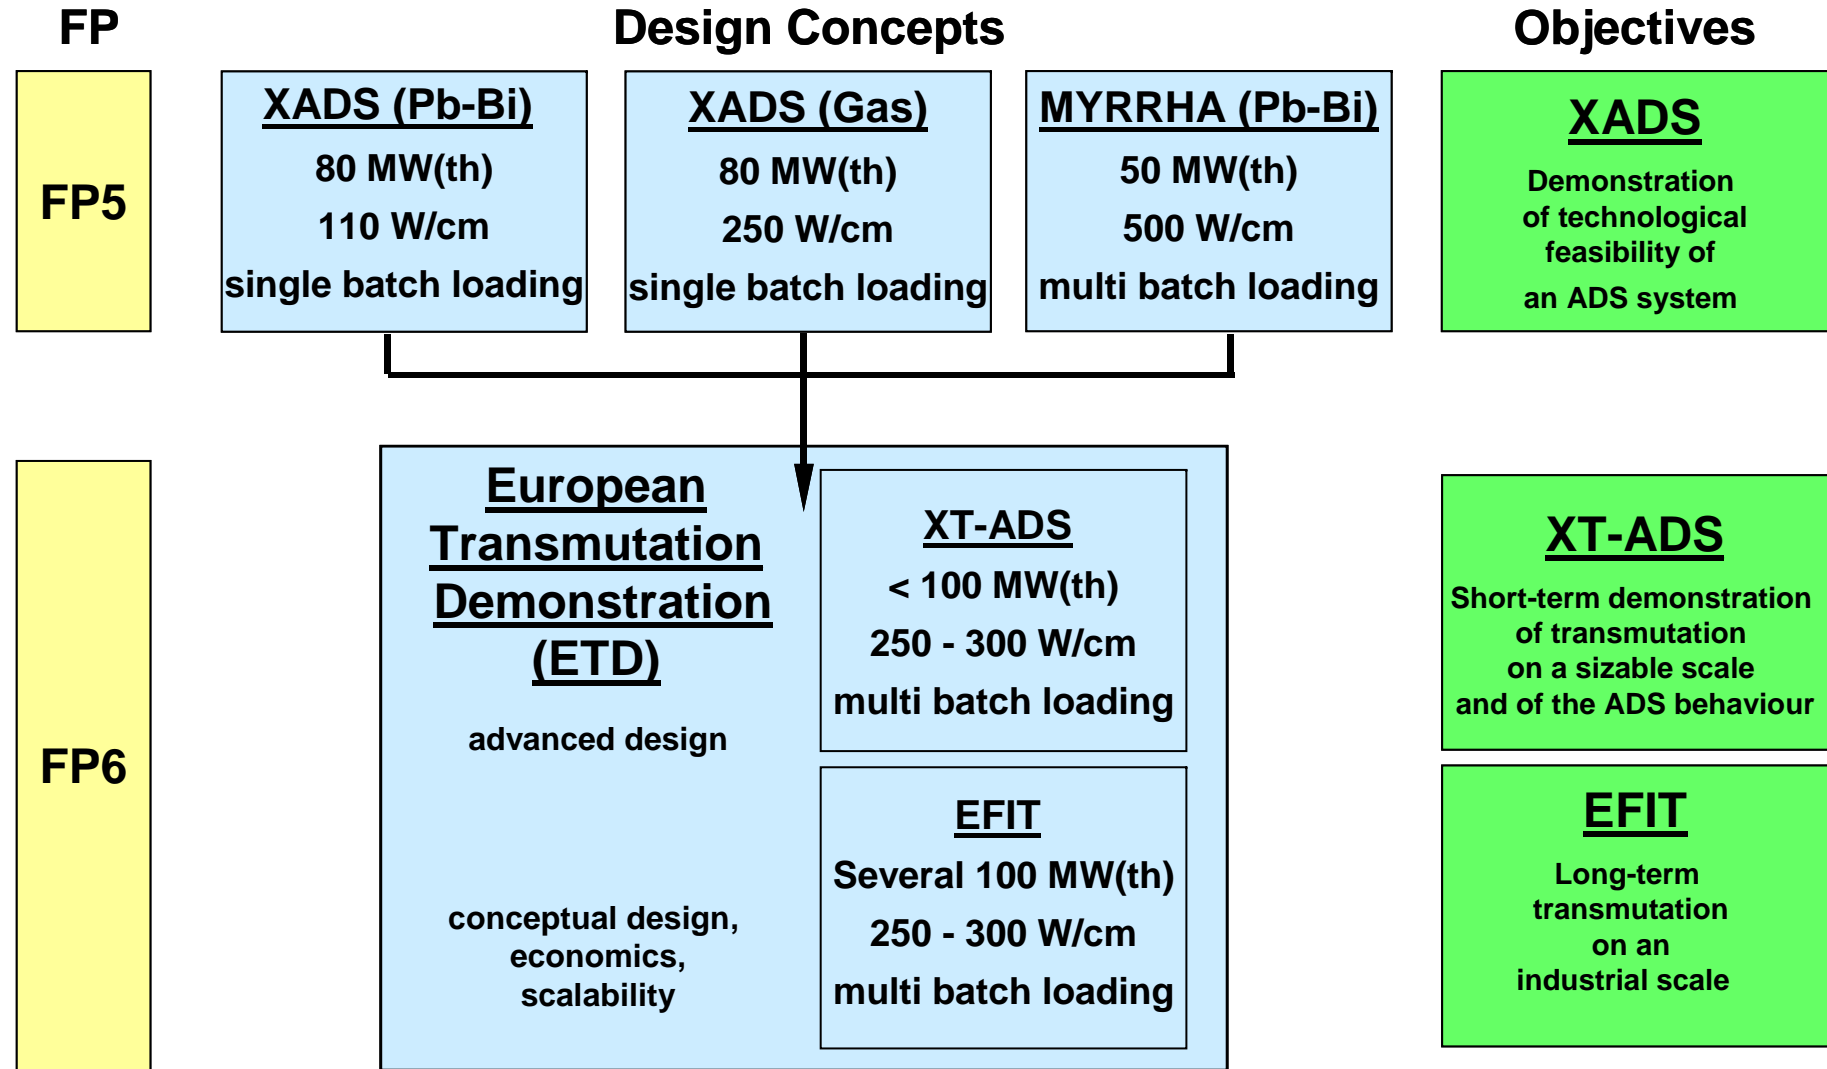 FP
Design Concepts
Objectives
FP5
XADS (Pb-Bi)
80 MW(th)
110 W/cm
single batch loading
XADS (Gas)
80 MW(th)
250 W/cm
single batch loading
MYRRHA (Pb-Bi)
50 MW(th)
500 W/cm
multi batch loading
XADS
Demonstration
of technological
feasibility of
an ADS system
FP6
European
Transmutation
Demonstration
(ETD)
advanced design
conceptual design,
economics,
scalability
XT-ADS
< 100 MW(th)
250 - 300 W/cm
multi batch loading
EFIT
Several 100 MW(th)
250 - 300 W/cm
multi batch loading
XT-ADS
Short-term demonstration
of transmutation
on a sizable scale
and of the ADS behaviour
EFIT
Long-term
transmutation
on an
industrial scale